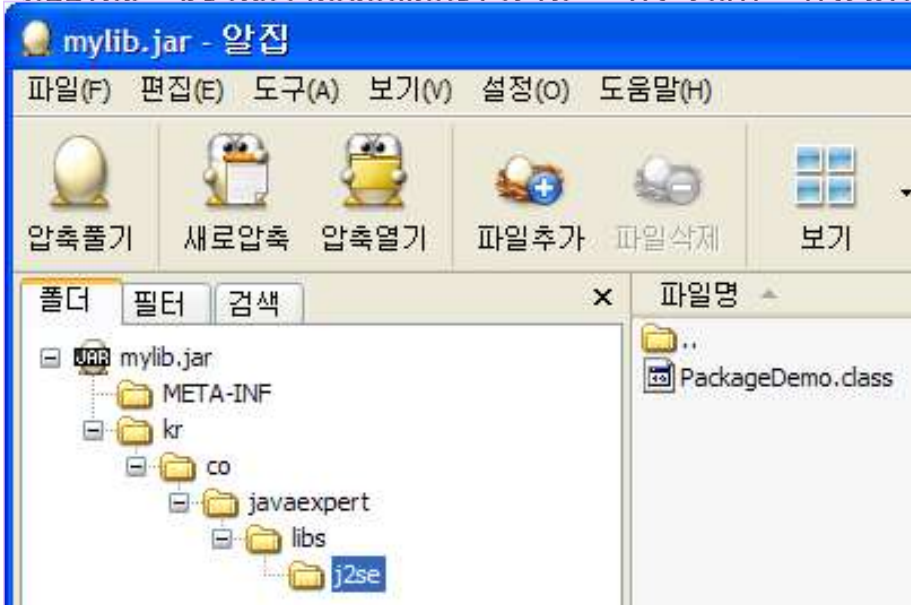 mylib.jar - 알집
파일(F) 편집(E) 도구(A) 보기(V) 설정(O) 도움말(H)
압축풀기 새로압축 압축열기 파일추가 파일삭제 보기
폴더 필터 검색 x 파일명
JAR mylib.jar
..
META-INF
PackageDemo.class
kr
co
javaexpert
libs
j2se